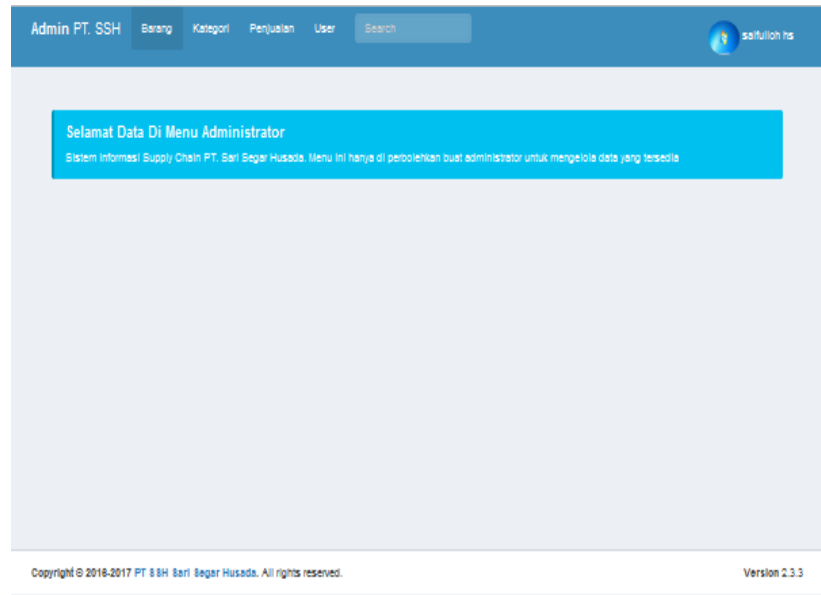 Admin PT. SSH Barang Kategori Penjualan User Search saifulloh hs
Selamat Data Di Menu Administrator
Sistem Informasi Supply Chain PT. Sari Segar Husada. Menu ini hanya di perbolehkan buat administrator untuk mengelola data yang tersedia
Copyright © 2016-2017 PT SSH Sari Segar Husada. All rights reserved. Version 2.3.3